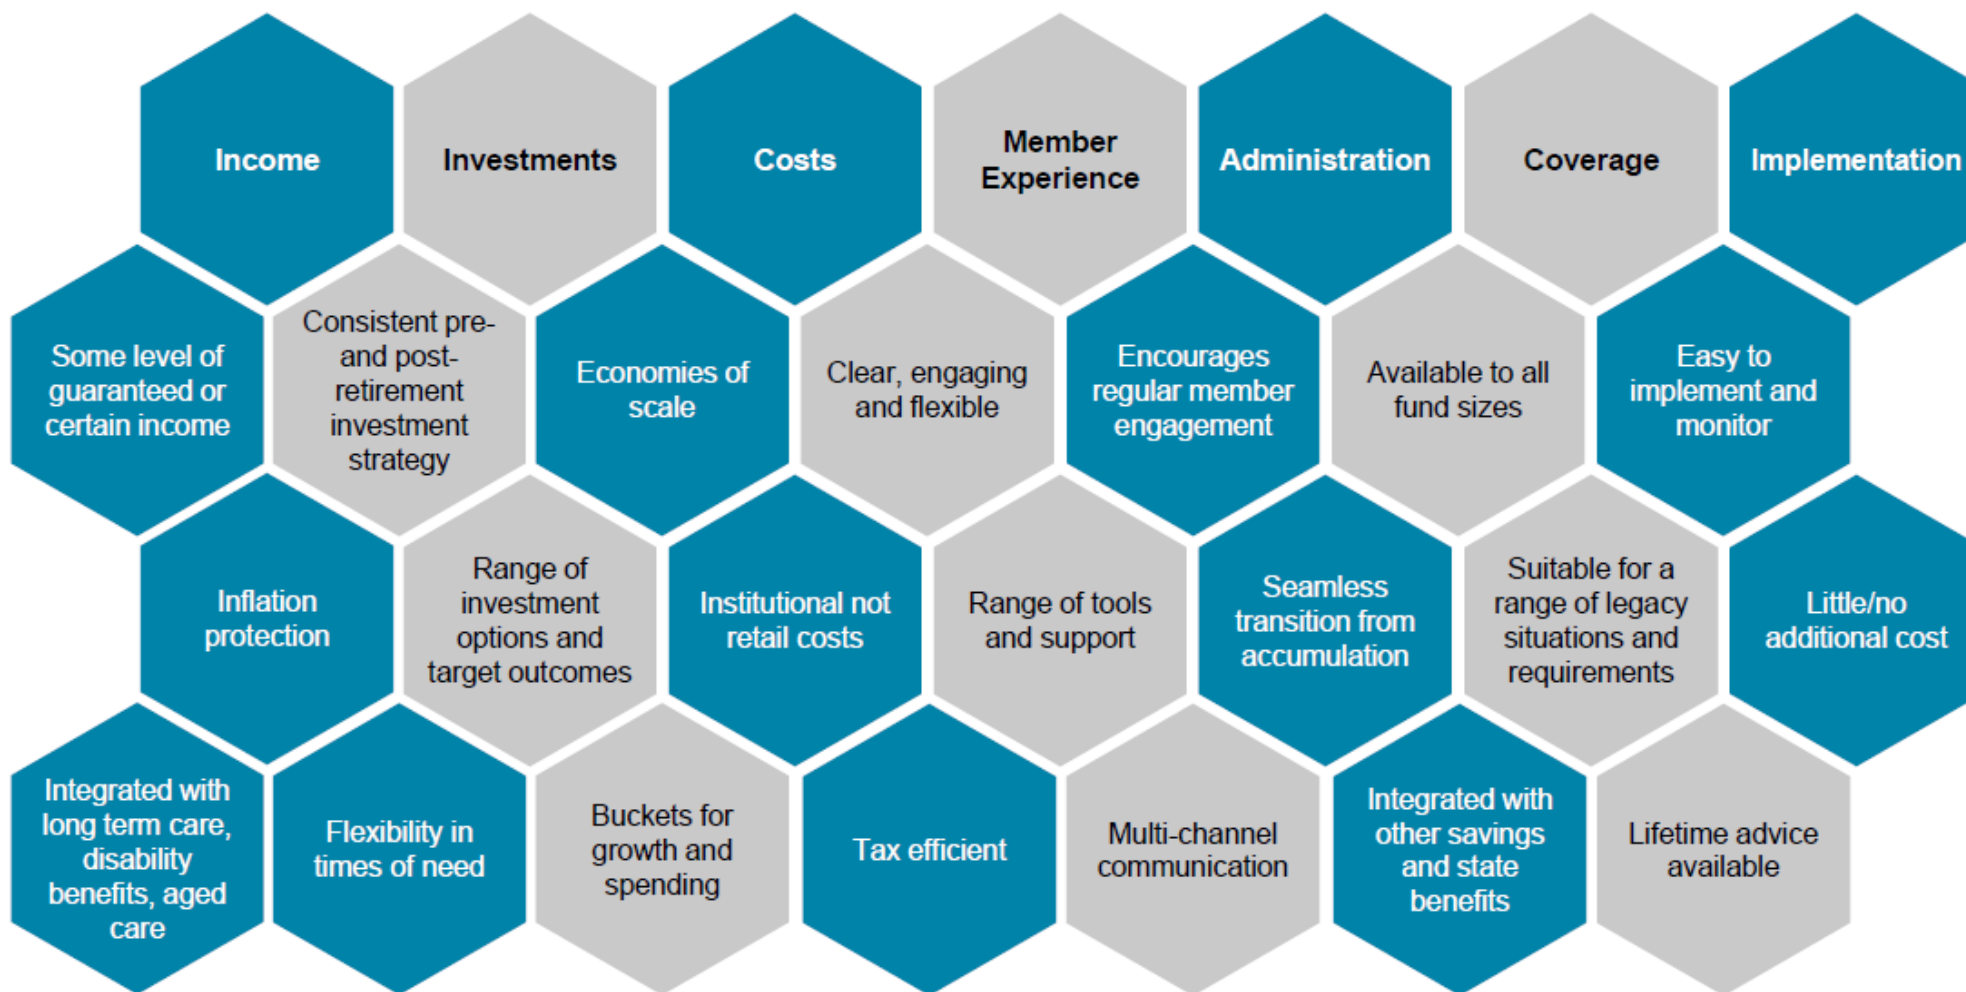 Income
Investments
Costs
Member
Experience
Administration
Coverage
Implementation
Some level of
guaranteed or
certain income
Consistent pre-
and post-
retirement
investment
strategy
Economies of
scale
Clear, engaging
and flexible
Encourages
regular member
engagement
Available to all
fund sizes
Easy to
implement and
monitor
Inflation
protection
Range of
investment
options and
target outcomes
Institutional not
retail costs
Range of tools
and support
Seamless
transition from
accumulation
Suitable for a
range of legacy
situations and
requirements
Little/no
additional cost
Integrated with
long term care,
disability
benefits, aged
care
Flexibility in
times of need
Buckets for
growth and
spending
Tax efficient
Multi-channel
communication
Integrated with
other savings
and state
benefits
Lifetime advice
available